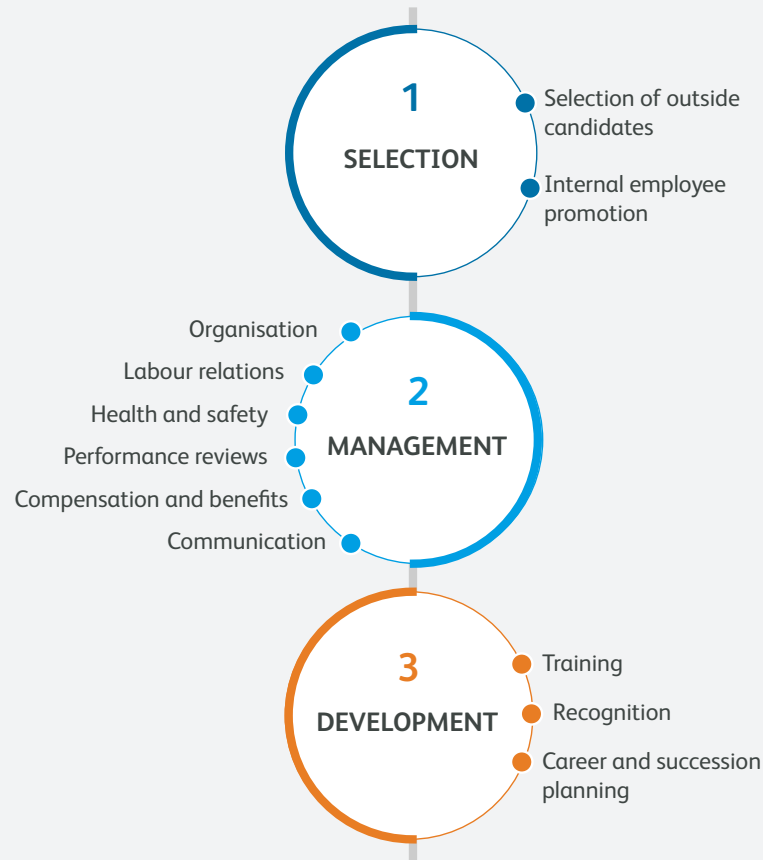 1
SELECTION
Selection of outside
candidates
Internal employee
promotion
2
MANAGEMENT
Organisation
Labour relations
Health and safety
Performance reviews
Compensation and benefits
Communication
3
DEVELOPMENT
Training
Recognition
Career and succession
planning